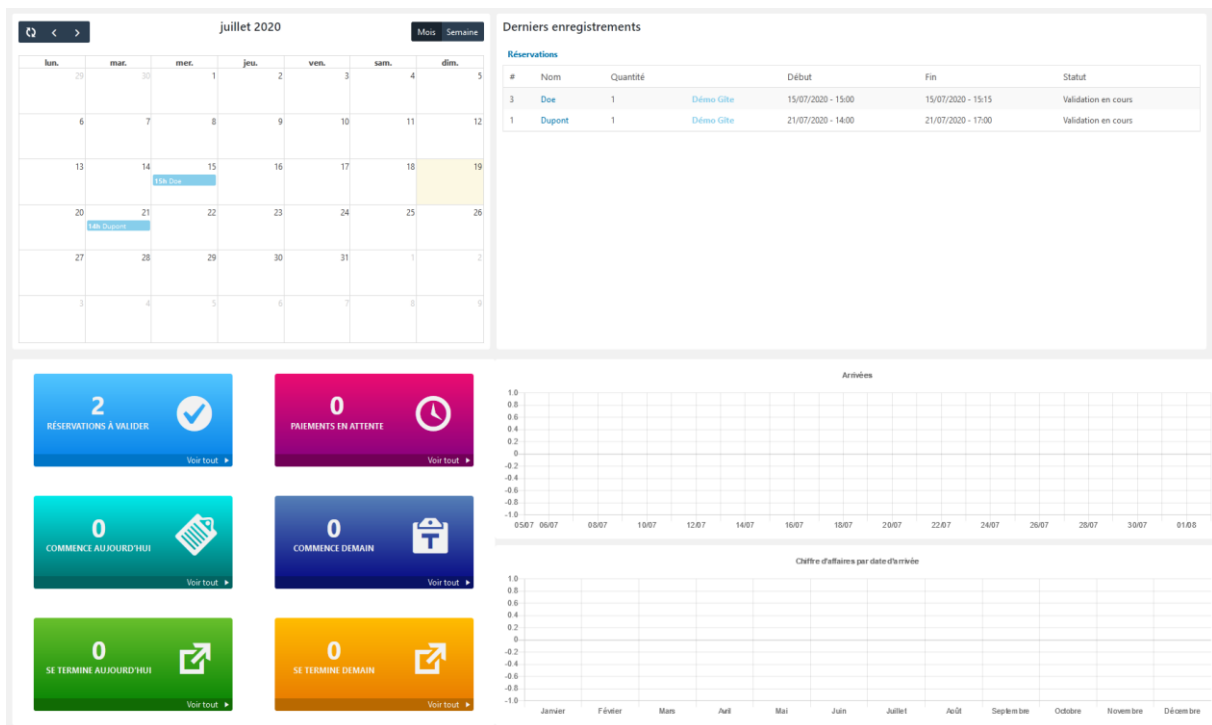 juillet 2020
Mois Semaine
lun. mar. mer. jeu. ven. sam. dim.
29 30 1 2 3 4 5
6 7 8 9 10 11 12
13 14 15 16 17 18 19
15h Doe
20 21 22 23 24 25 26
14h Dupont
27 28 29 30 31 1 2
3 4 5 6 7 8 9
Derniers enregistrements
Réservations
# Nom Quantité Début Fin Statut
3 Doe 1 Démo Gîte 15/07/2020 - 15:00 15/07/2020 - 15:15 Validation en cours
1 Dupont 1 Démo Gîte 21/07/2020 - 14:00 21/07/2020 - 17:00 Validation en cours
2
RÉSERVATIONS À VALIDER
Voir tout
0
PAIEMENTS EN ATTENTE
Voir tout
0
COMMENCE AUJOURD'HUI
Voir tout
0
COMMENCE DEMAIN
Voir tout
0
SE TERMINE AUJOURD'HUI
Voir tout
0
SE TERMINE DEMAIN
Voir tout
Arrivées
1.0
0.8
0.6
0.4
0.2
0
-0.2
-0.4
-0.6
-0.8
-1.0
05/07 06/07 08/07 10/07 12/07 14/07 16/07 18/07 20/07 22/07 24/07 26/07 28/07 30/07 01/08
Chiffre d'affaires par date d'arrivée
1.0
0.8
0.6
0.4
0.2
0
-0.2
-0.4
-0.6
-0.8
-1.0
Janvier Février Mars Avril Mai Juin Juillet Août Septembre Octobre Novembre Décembre